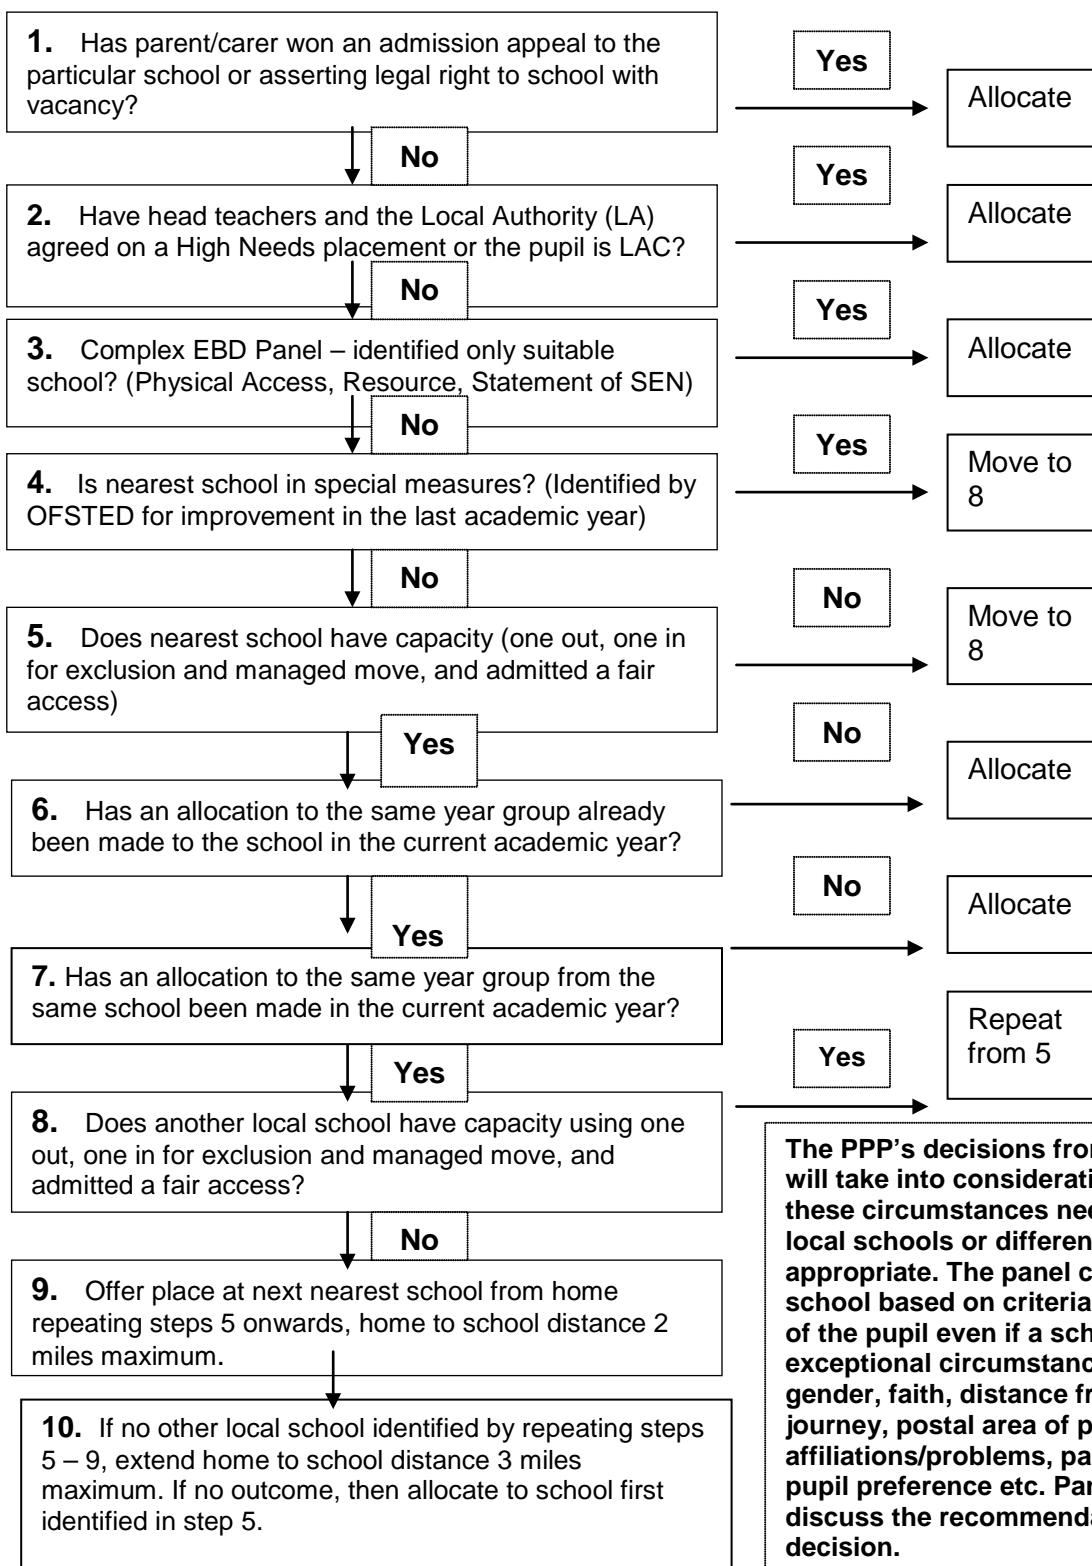 1. Has parent/carer won an admission appeal to the
particular school or asserting legal right to school with
vacancy?
Yes
Allocate
No
2. Have head teachers and the Local Authority (LA)
agreed on a High Needs placement or the pupil is LAC?
Yes
Allocate
No
3. Complex EBD Panel – identified only suitable
school? (Physical Access, Resource, Statement of SEN)
Yes
Allocate
No
4. Is nearest school in special measures? (Identified by
OFSTED for improvement in the last academic year)
Yes
Move to
8
No
5. Does nearest school have capacity (one out, one in
for exclusion and managed move, and admitted a fair
access)
No
Move to
8
Yes
6. Has an allocation to the same year group already
been made to the school in the current academic year?
No
Allocate
Yes
7. Has an allocation to the same year group from the
same school been made in the current academic year?
No
Allocate
Yes
8. Does another local school have capacity using one
out, one in for exclusion and managed move, and
admitted a fair access?
Yes
Repeat
from 5
No
9. Offer place at next nearest school from home
repeating steps 5 onwards, home to school distance 2
miles maximum.
10. If no other local school identified by repeating steps
5 – 9, extend home to school distance 3 miles
maximum. If no outcome, then allocate to school first
identified in step 5.
The PPP's decisions
will take into
these circumstances
local schools or
appropriate. The panel
school based on criteria
of the pupil even if a
exceptional
gender, faith, distance
journey, postal area of
affiliations/problems,
pupil preference etc.
discuss the
decision.